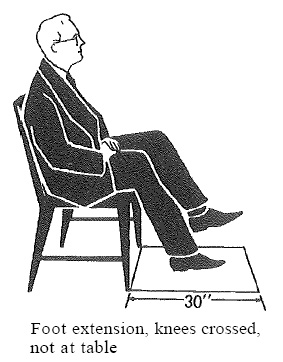 30"
Foot extension, knees crossed,
not at table